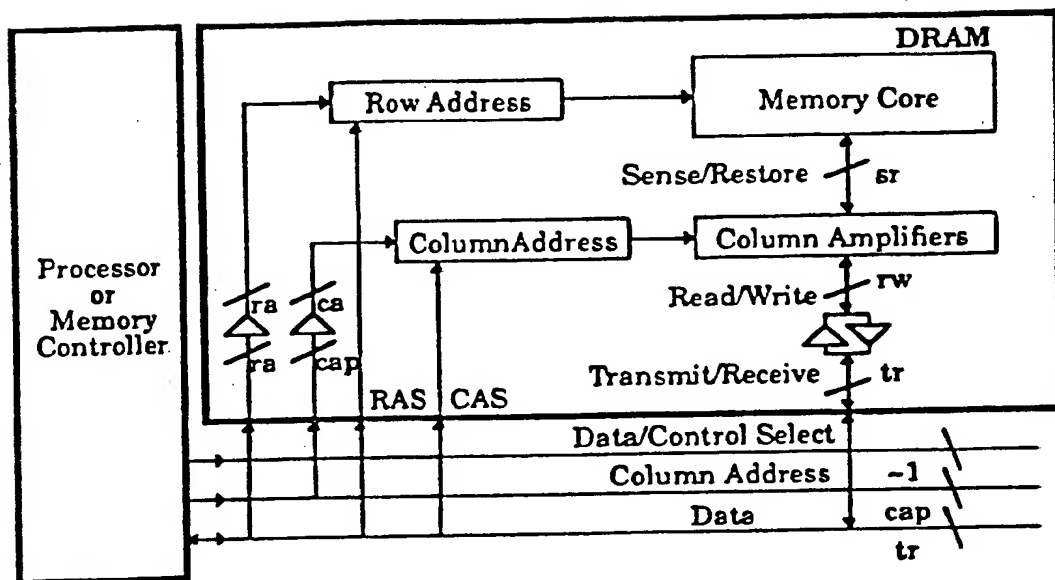 DRAM
Row Address
Memory Core
Sense/Restore sr
ColumnAddress
Column Amplifiers
Processor
or
Memory
Controller
Read/Write rw
ra
ca
ra
cap
Transmit/Receive tr
RAS CAS
Data/Control Select
Column Address ~1
Data cap
tr